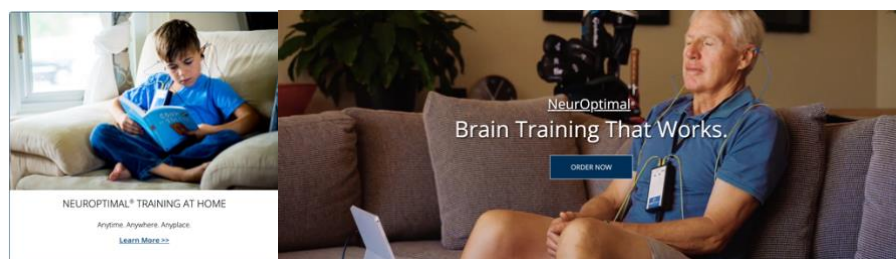 NEUROPTIMAL® TRAINING AT HOME
Anytime. Anywhere. Anyplace.
Learn More >>
NeurOptimal
Brain Training That Works.
ORDER NOW